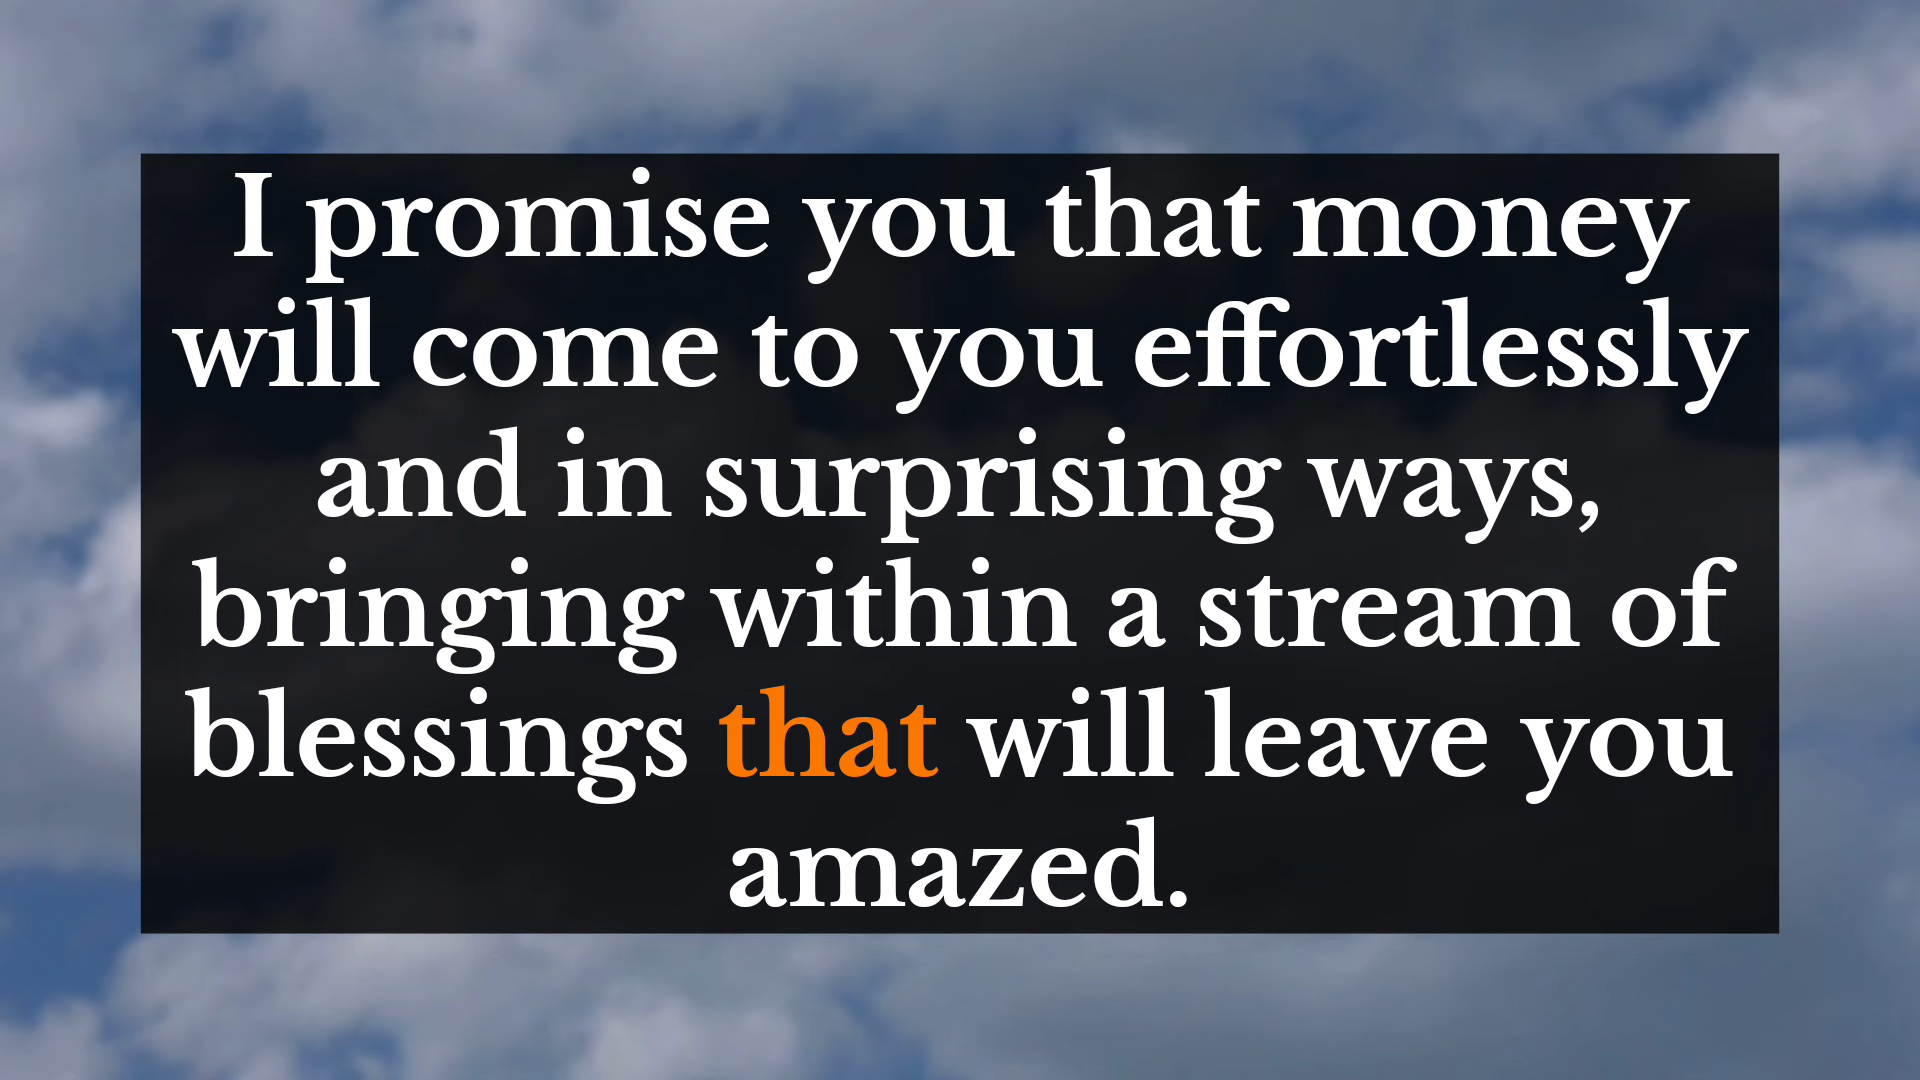 I promise you that money
will come to you effortlessly
and in surprising ways,
bringing within a stream of
blessings that will leave you
amazed.